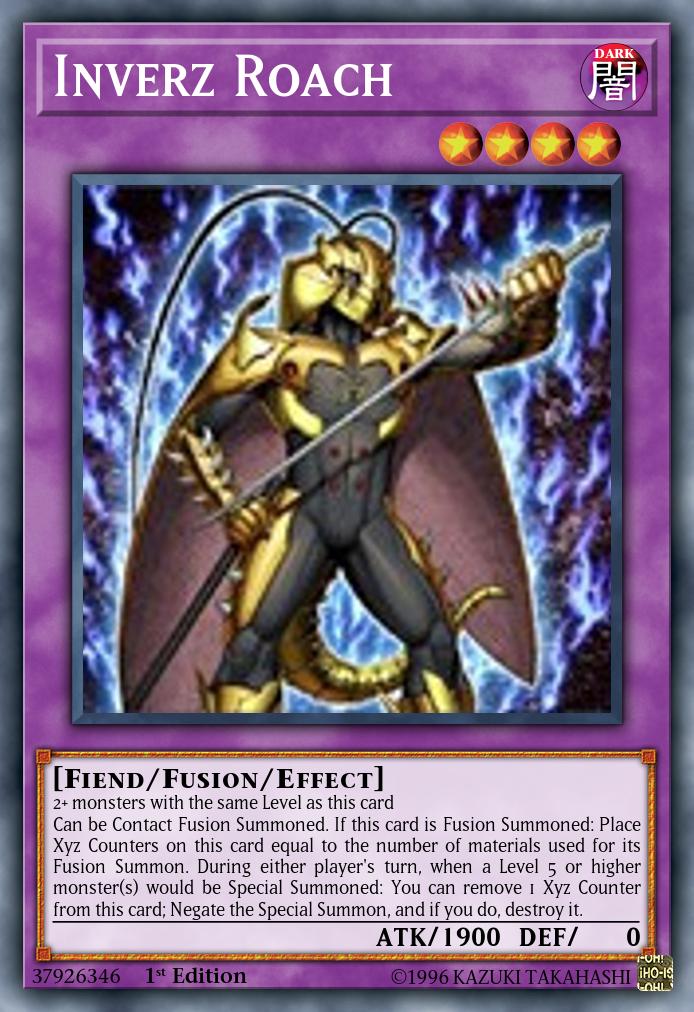 Inverz Roach
DARK
闇
[Fiend/Fusion/Effect]
2+ monsters with the same Level as this card
Can be Contact Fusion Summoned. If this card is Fusion Summoned: Place
Xyz Counters on this card equal to the number of materials used for its
Fusion Summon. During either player's turn, when a Level 5 or higher
monster(s) would be Special Summoned: You can remove 1 Xyz Counter
from this card; Negate the Special Summon, and if you do, destroy it.
ATK/1900 DEF/ 0
37926346 1st Edition ©1996 KAZUKI TAKAHASHI